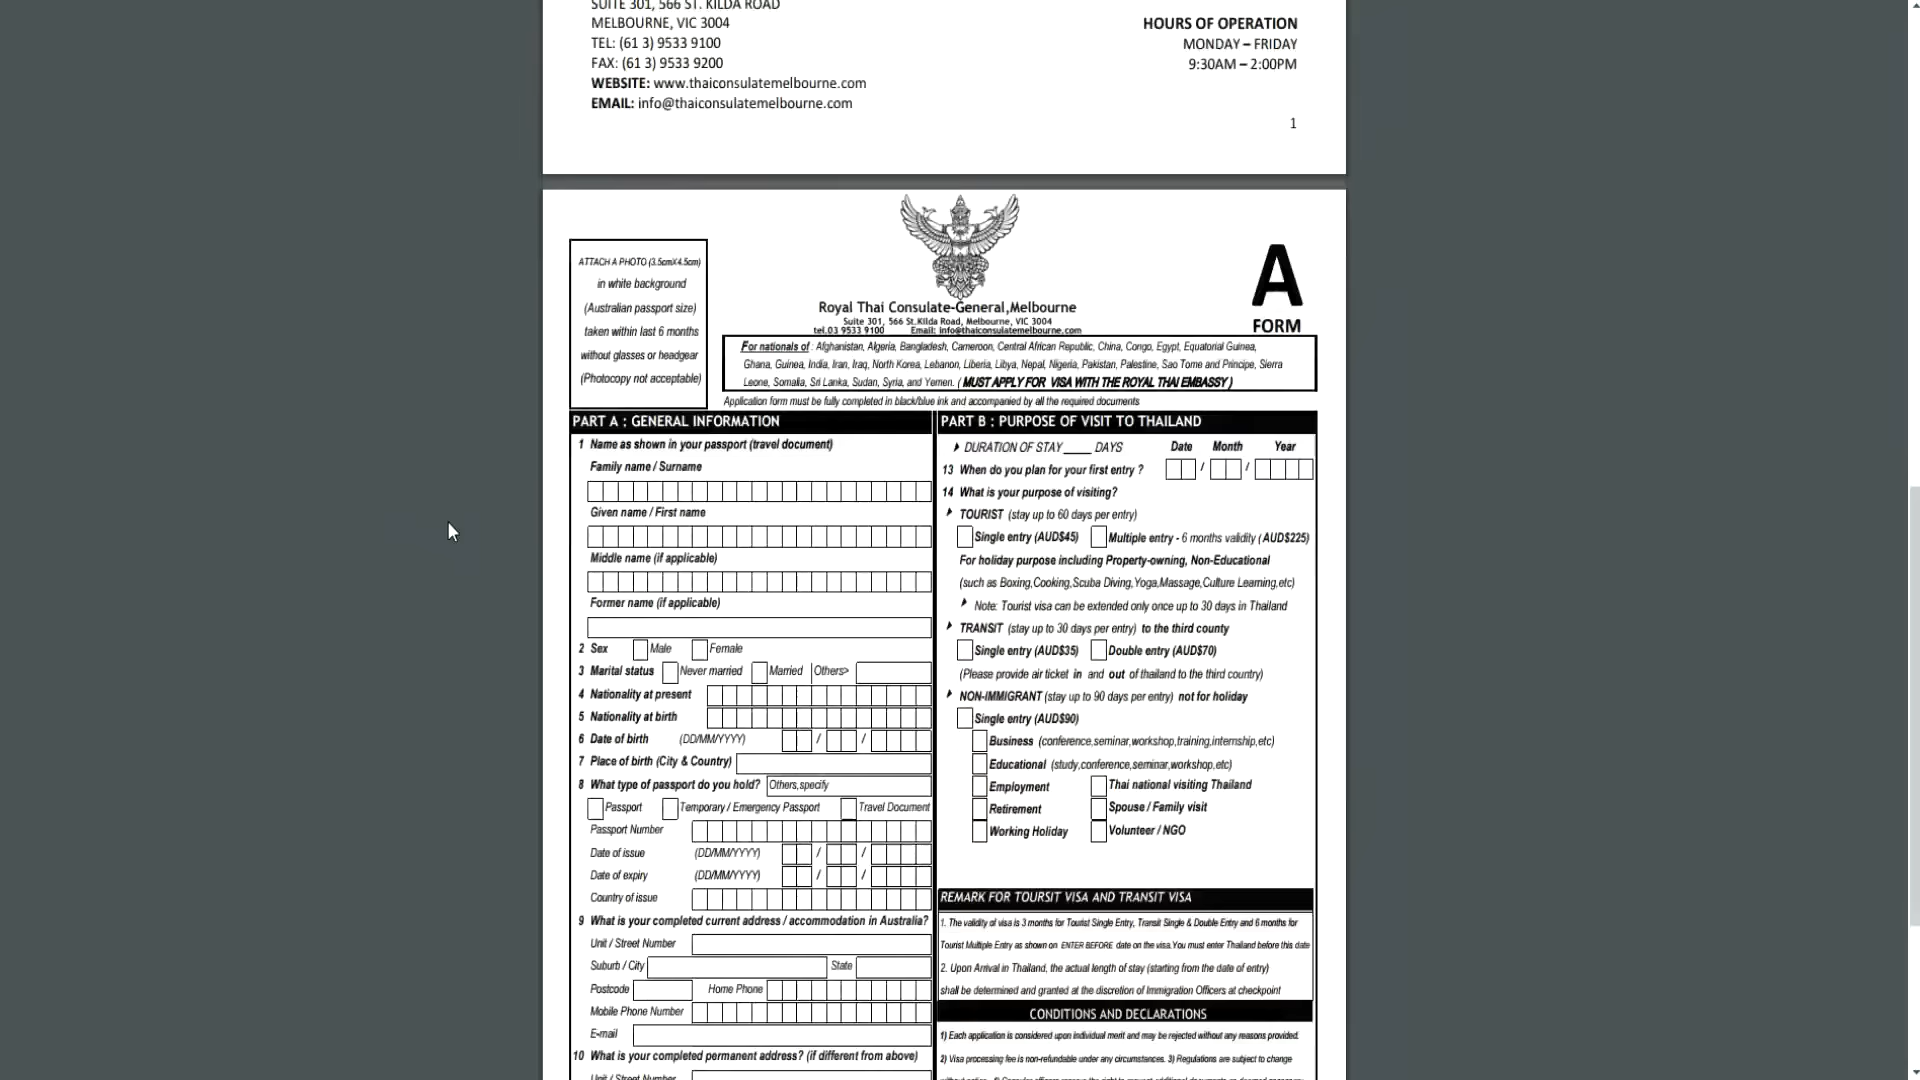 SUITE 301, 566 ST. KILDA ROAD
MELBOURNE, VIC 3004
TEL: (61 3) 9533 9100
FAX: (61 3) 9533 9200
WEBSITE: www.thaiconsulatemelbourne.com
EMAIL: info@thaiconsulatemelbourne.com
HOURS OF OPERATION
MONDAY – FRIDAY
9:30AM – 2:00PM
1
ATTACH A PHOTO (3.5cmX4.5cm)
in white background
(Australian passport size)
taken within last 6 months
without glasses or headgear
(Photocopy not acceptable)
Royal Thai Consulate-General,Melbourne
Suite 301, 566 St.Kilda Road, Melbourne, VIC 3004
tel.03 9533 9100 Email: info@thaiconsulatemelbourne.com
A
FORM
For nationals of : Afghanistan, Algeria, Bangladesh, Cameroon, Central African Republic, China, Congo, Egypt, Equatorial Guinea,
Ghana, Guinea, India, Iran, Iraq, North Korea, Lebanon, Liberia, Libya, Nepal, Nigeria, Pakistan, Palestine, Sao Tome and Principe, Sierra
Leone, Somalia, Sri Lanka, Sudan, Syria, and Yemen. ( MUST APPLY FOR VISA WITH THE ROYAL THAI EMBASSY )
Application form must be fully completed in black/blue ink and accompanied by all the required documents
PART A : GENERAL INFORMATION
1 Name as shown in your passport (travel document)
Family name / Surname
Given name / First name
Middle name (if applicable)
Former name (if applicable)
2 Sex Male Female
3 Marital status Never married Married Others>
4 Nationality at present
5 Nationality at birth
6 Date of birth (DD/MM/YYYY) / /
7 Place of birth (City & Country)
8 What type of passport do you hold? Others,specify
Passport Temporary / Emergency Passport Travel Document
Passport Number
Date of issue (DD/MM/YYYY) / /
Date of expiry (DD/MM/YYYY) / /
Country of issue
9 What is your completed current address / accommodation in Australia?
Unit / Street Number
Suburb / City State
Postcode Home Phone
Mobile Phone Number
E-mail
10 What is your completed permanent address? (if different from above)
Unit / Street Number
PART B : PURPOSE OF VISIT TO THAILAND
DURATION OF STAY ____ DAYS Date Month Year
13 When do you plan for your first entry ? / /
14 What is your purpose of visiting?
TOURIST (stay up to 60 days per entry)
Single entry (AUD$45) Multiple entry - 6 months validity (AUD$225)
For holiday purpose including Property-owning, Non-Educational
(such as Boxing,Cooking,Scuba Diving,Yoga,Massage,Culture Learning,etc)
Note: Tourist visa can be extended only once up to 30 days in Thailand
TRANSIT (stay up to 30 days per entry) to the third county
Single entry (AUD$35) Double entry (AUD$70)
(Please provide air ticket in and out of thailand to the third country)
NON-IMMIGRANT (stay up to 90 days per entry) not for holiday
Single entry (AUD$90)
Business (conference,seminar,workshop,training,internship,etc)
Educational (study,conference,seminar,workshop,etc)
Employment Thai national visiting Thailand
Retirement Spouse / Family visit
Working Holiday Volunteer / NGO
REMARK FOR TOURSIT VISA AND TRANSIT VISA
1. The validity of visa is 3 months for Tourist Single Entry, Transit Single & Double Entry and 6 months for
Tourist Multiple Entry as shown on ENTER BEFORE date on the visa.You must enter Thailand before this date
2. Upon Arrival in Thailand, the actual length of stay (starting from the date of entry)
shall be determined and granted at the discretion of Immigration Officers at checkpoint
CONDITIONS AND DECLARATIONS
1) Each application is considered upon individual merit and may be rejected without any reasons provided.
2) Visa processing fee is non-refundable under any circumstances. 3) Regulations are subject to change